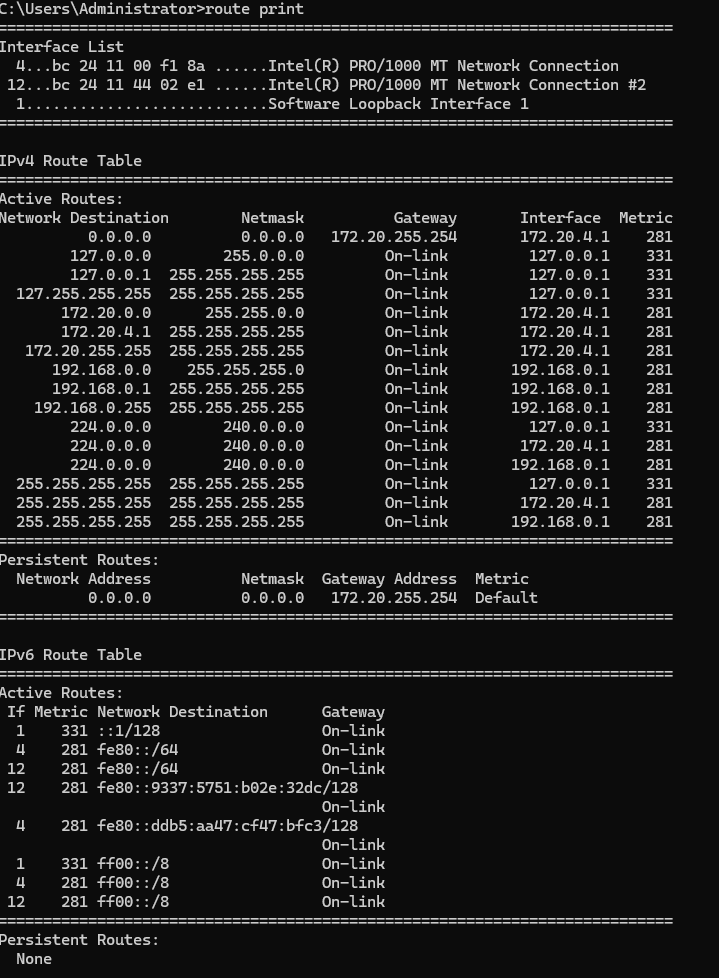 C:\Users\Administrator>route print
===========================================================================
Interface List
  4...bc 24 11 00 f1 8a ......Intel(R) PRO/1000 MT Network Connection
 12...bc 24 11 44 02 e1 ......Intel(R) PRO/1000 MT Network Connection #2
  1...........................Software Loopback Interface 1
===========================================================================

IPv4 Route Table
===========================================================================
Active Routes:
Network Destination        Netmask          Gateway       Interface  Metric
          0.0.0.0          0.0.0.0   172.20.255.254       172.20.4.1    281
        127.0.0.0        255.0.0.0         On-link         127.0.0.1    331
        127.0.0.1  255.255.255.255         On-link         127.0.0.1    331
  127.255.255.255  255.255.255.255         On-link         127.0.0.1    331
       172.20.0.0      255.255.0.0         On-link        172.20.4.1    281
       172.20.4.1  255.255.255.255         On-link        172.20.4.1    281
   172.20.255.255  255.255.255.255         On-link        172.20.4.1    281
      192.168.0.0    255.255.255.0         On-link       192.168.0.1    281
      192.168.0.1  255.255.255.255         On-link       192.168.0.1    281
    192.168.0.255  255.255.255.255         On-link       192.168.0.1    281
        224.0.0.0        240.0.0.0         On-link         127.0.0.1    331
        224.0.0.0        240.0.0.0         On-link        172.20.4.1    281
        224.0.0.0        240.0.0.0         On-link       192.168.0.1    281
  255.255.255.255  255.255.255.255         On-link         127.0.0.1    331
  255.255.255.255  255.255.255.255         On-link        172.20.4.1    281
  255.255.255.255  255.255.255.255         On-link       192.168.0.1    281
===========================================================================
Persistent Routes:
  Network Address          Netmask  Gateway Address  Metric
          0.0.0.0          0.0.0.0   172.20.255.254  Default
===========================================================================

IPv6 Route Table
===========================================================================
Active Routes:
 If Metric Network Destination      Gateway
  1    331 ::1/128                  On-link
  4    281 fe80::/64                On-link
 12    281 fe80::/64                On-link
 12    281 fe80::9337:5751:b02e:32dc/128
                                    On-link
  4    281 fe80::ddb5:aa47:cf47:bfc3/128
                                    On-link
  1    331 ff00::/8                 On-link
  4    281 ff00::/8                 On-link
 12    281 ff00::/8                 On-link
===========================================================================
Persistent Routes:
  None